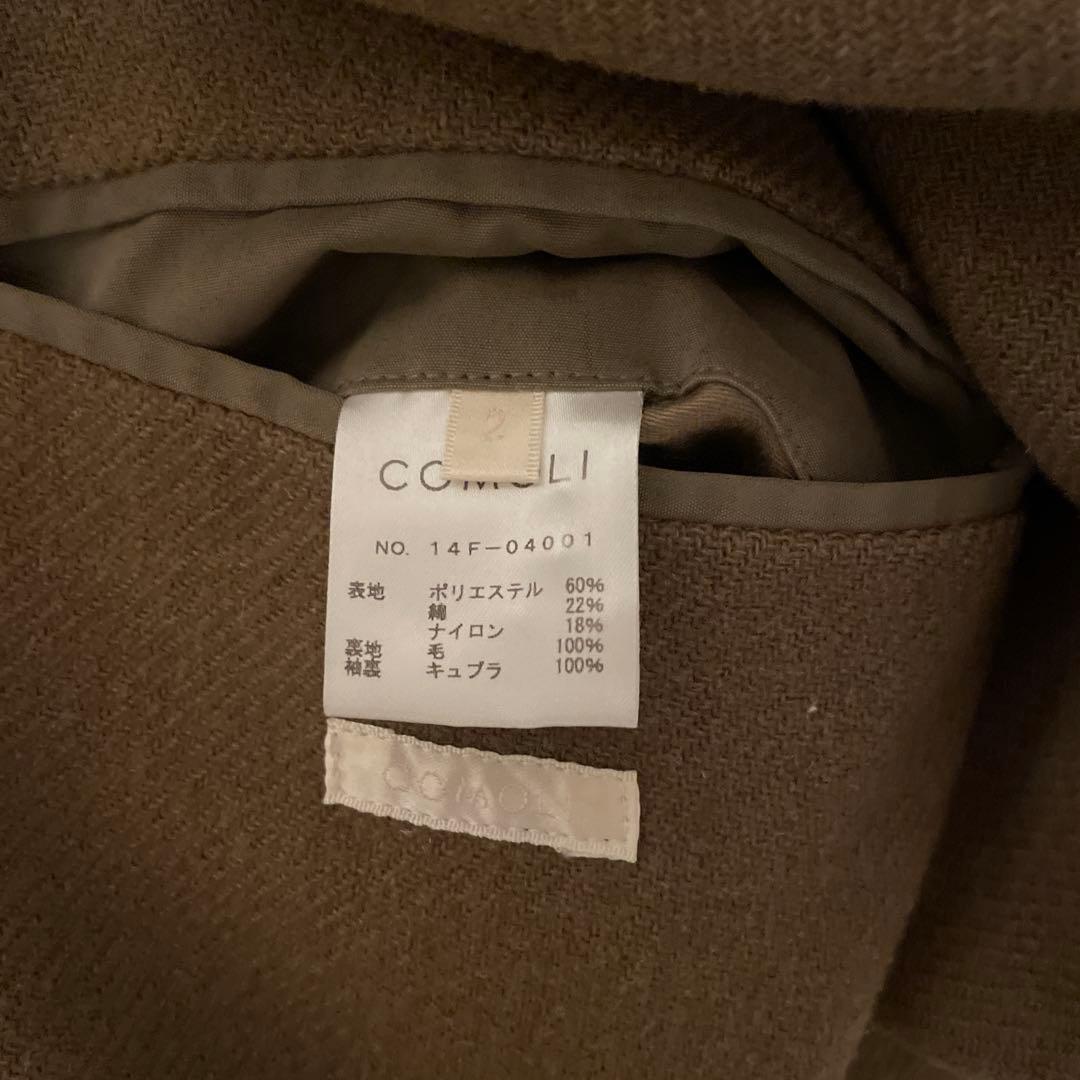 2
COMOLI
NO. 14F-04001
表地 ポリエステル 60%
綿 22%
ナイロン 18%
裏地 毛 100%
袖裏 キュプラ 100%
COMOLI